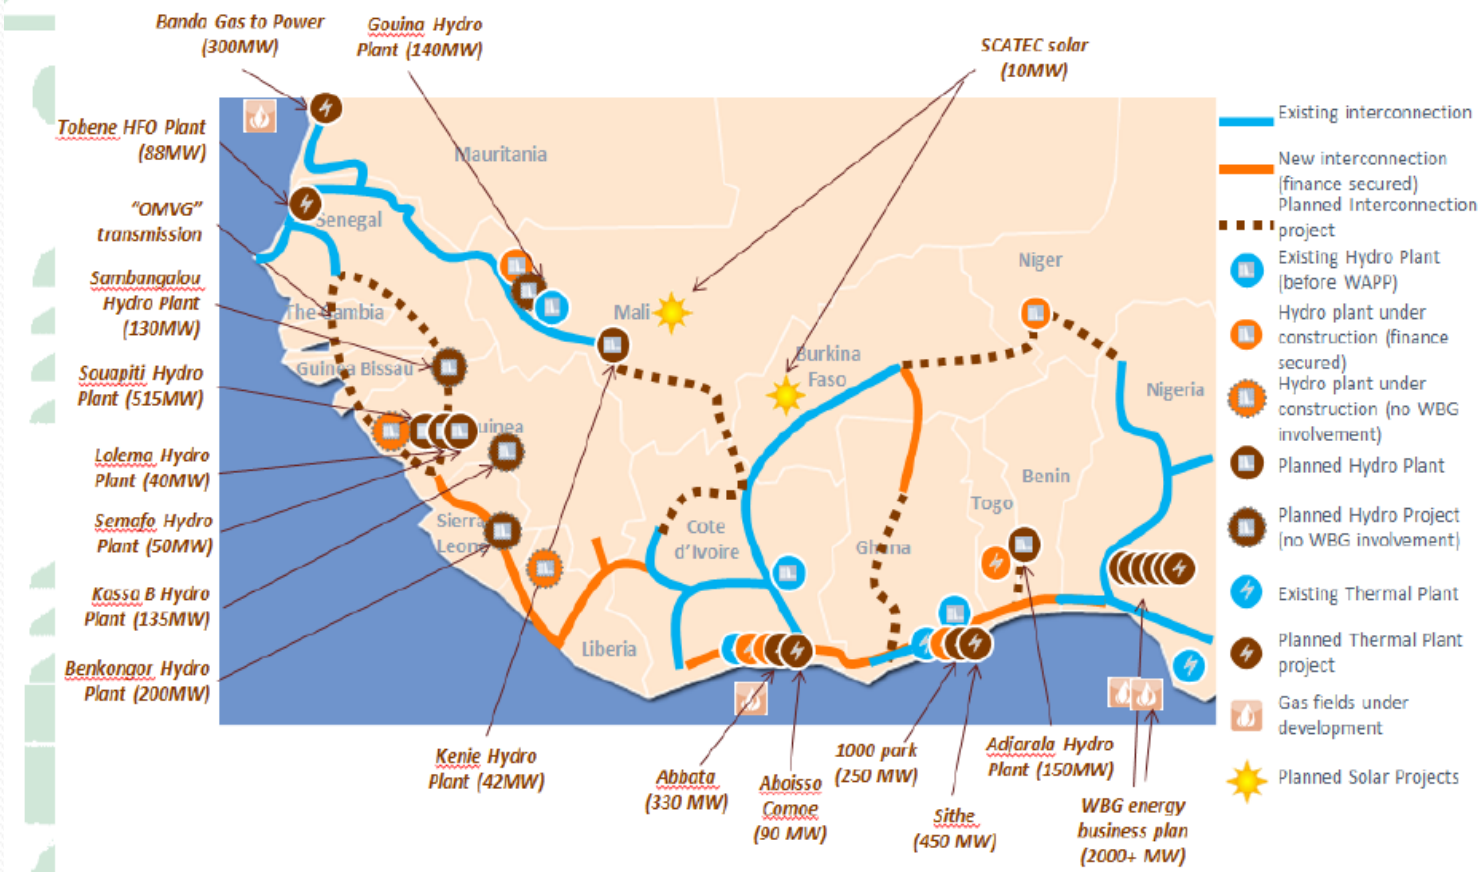 Banda Gas to Power
(300MW)
Gouina Hydro
Plant (140MW)
SCATEC solar
(10MW)
Tobene HFO Plant
(88MW)
"OMVG"
transmission
Sambangalou
Hydro Plant
(130MW)
Souapiti Hydro
Plant (515MW)
Lolema Hydro
Plant (40MW)
Semafo Hydro
Plant (50MW)
Kassa B Hydro
Plant (135MW)
Benkongor Hydro
Plant (200MW)
Mauritania
Senegal
The Gambia
Guinea Bissau
uinea
Sierra
Leone
Liberia
Mali
Cote
d'Ivoire
Burkina
Faso
Ghana
Togo
Benin
Niger
Nigeria
Kenie Hydro
Plant (42MW)
Abbata
(330 MW)
Aboisso
Comoe
(90 MW)
1000 park
(250 MW)
Sithe
(450 MW)
Adjarala Hydro
Plant (150MW)
WBG energy
business plan
(2000+ MW)
Existing interconnection
New interconnection
(finance secured)
Planned Interconnection
project
Existing Hydro Plant
(before WAPP)
Hydro plant under
construction (finance
secured)
Hydro plant under
construction (no WBG
involvement)
Planned Hydro Plant
Planned Hydro Project
(no WBG involvement)
Existing Thermal Plant
Planned Thermal Plant
project
Gas fields under
development
Planned Solar Projects